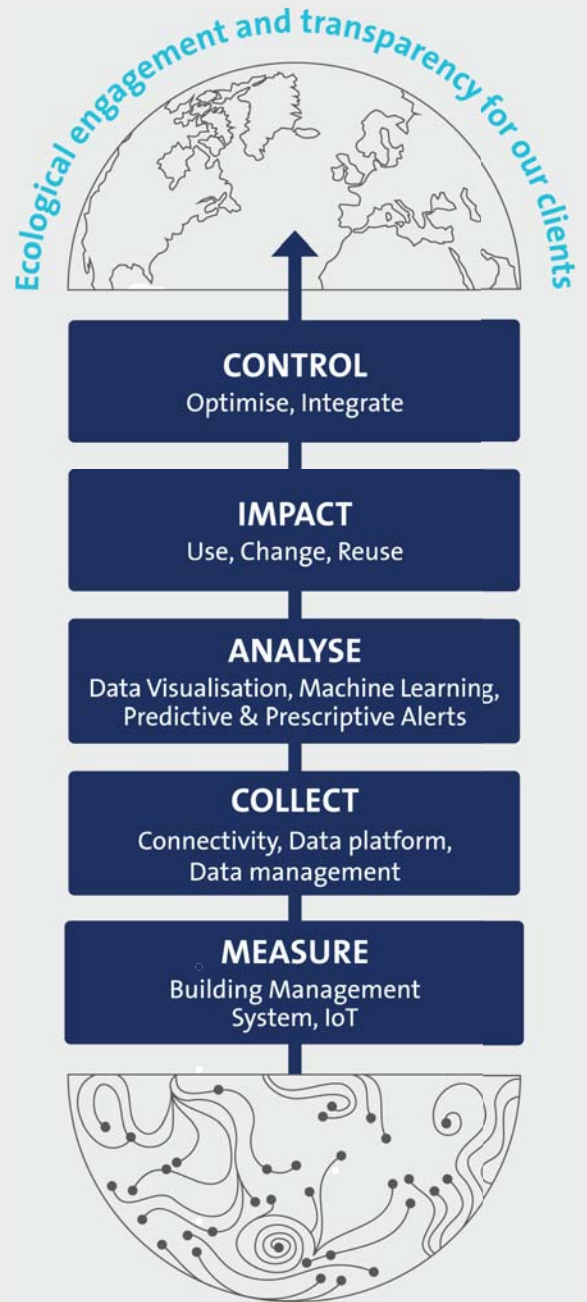 Ecological engagement and transparency for our clients
CONTROL
Optimise, Integrate
IMPACT
Use, Change, Reuse
ANALYSE
Data Visualisation, Machine Learning,
Predictive & Prescriptive Alerts
COLLECT
Connectivity, Data platform,
Data management
MEASURE
Building Management
System, IoT